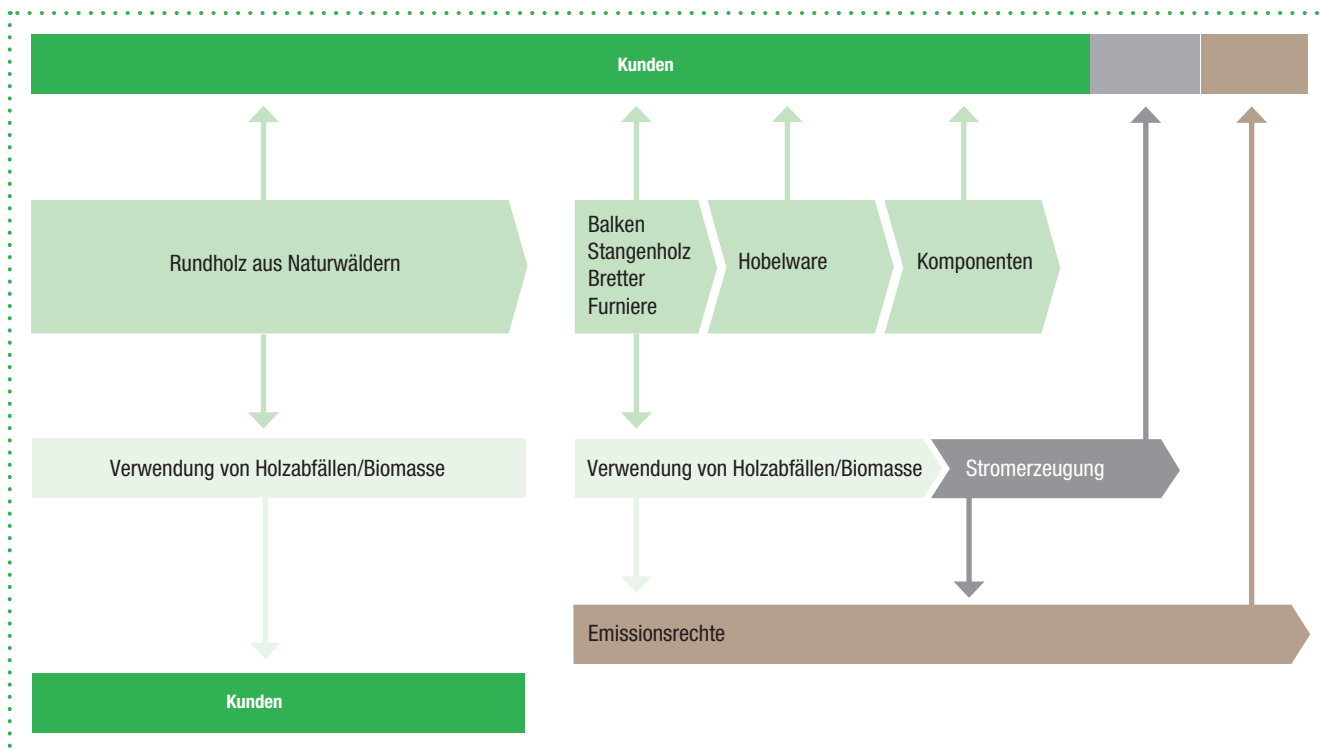 Kunden
Rundholz aus Naturwäldern
Balken
Stangenholz
Bretter
Furniere
Hobelware
Komponenten
Verwendung von Holzabfällen/Biomasse
Verwendung von Holzabfällen/Biomasse
Stromerzeugung
Emissionsrechte
Kunden